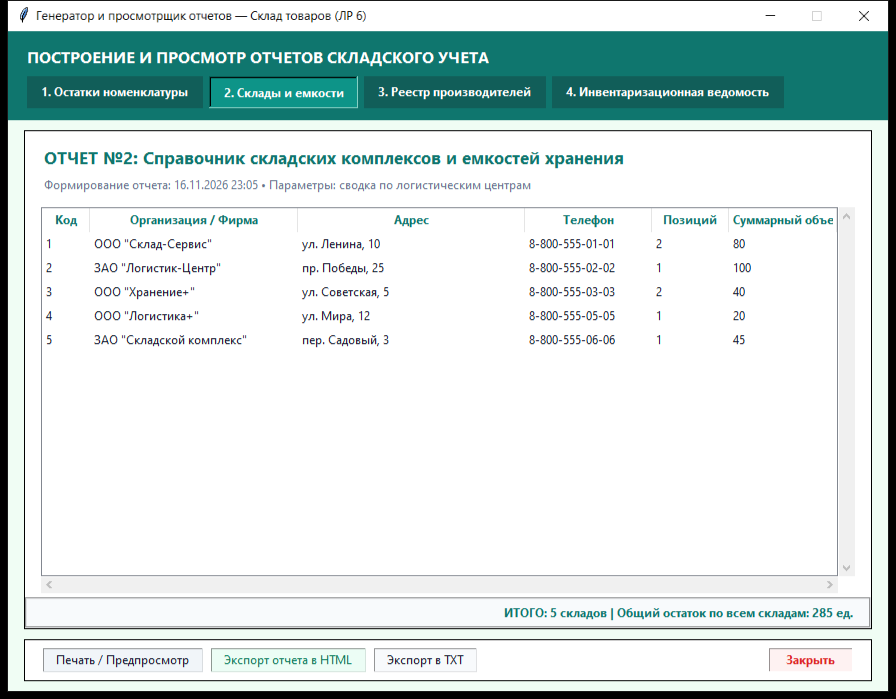 Генератор и просмотрщик отчетов — Склад товаров (ЛР 6)
ПОСТРОЕНИЕ И ПРОСМОТР ОТЧЕТОВ СКЛАДСКОГО УЧЕТА
1. Остатки номенклатуры 2. Склады и емкости 3. Реестр производителей 4. Инвентаризационная ведомость
ОТЧЕТ №2: Справочник складских комплексов и емкостей хранения
Формирование отчета: 16.11.2026 23:05 • Параметры: сводка по логистическим центрам
Код Организация / Фирма Адрес Телефон Позиций Суммарный объе
1 ООО "Склад-Сервис" ул. Ленина, 10 8-800-555-01-01 2 80
2 ЗАО "Логистик-Центр" пр. Победы, 25 8-800-555-02-02 1 100
3 ООО "Хранение+" ул. Советская, 5 8-800-555-03-03 2 40
4 ООО "Логистика+" ул. Мира, 12 8-800-555-05-05 1 20
5 ЗАО "Складской комплекс" пер. Садовый, 3 8-800-555-06-06 1 45
ИТОГО: 5 складов | Общий остаток по всем складам: 285 ед.
Печать / Предпросмотр Экспорт отчета в HTML Экспорт в TXT Закрыть